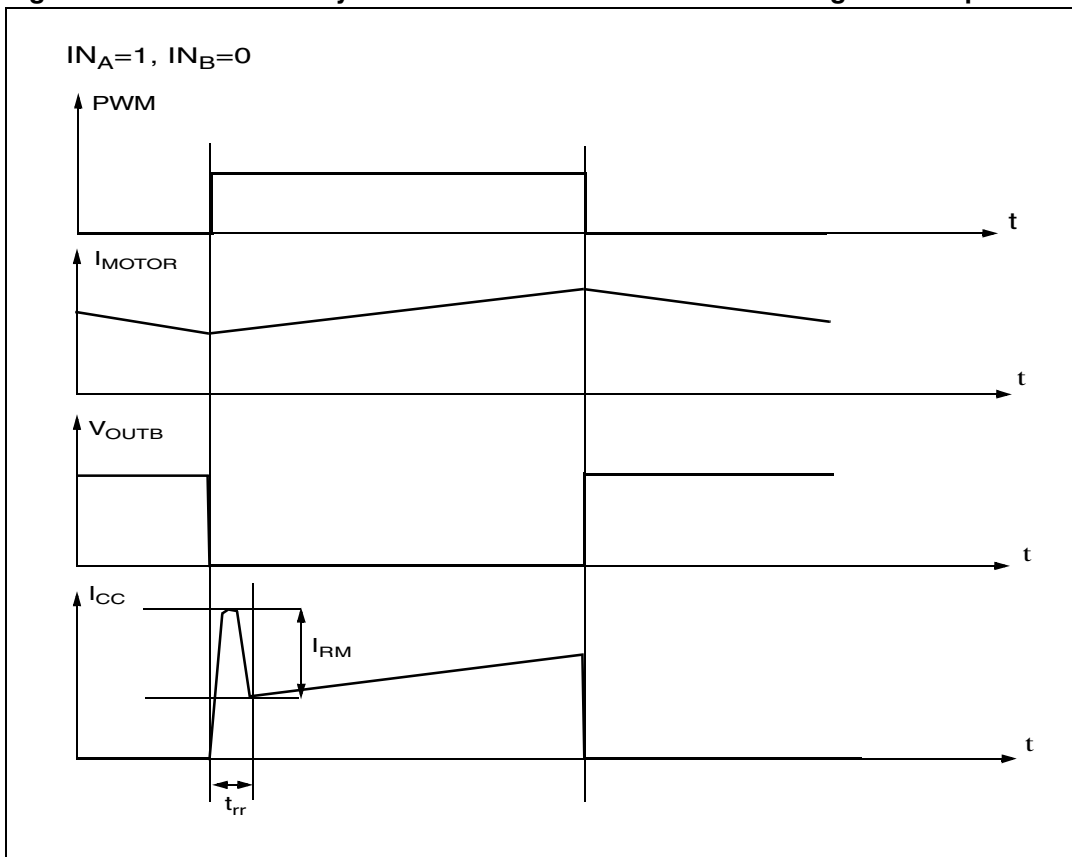 IN_A=1, IN_B=0
PWM
t
I_MOTOR
t
V_OUTB
t
I_CC
I_RM
t
t_rr